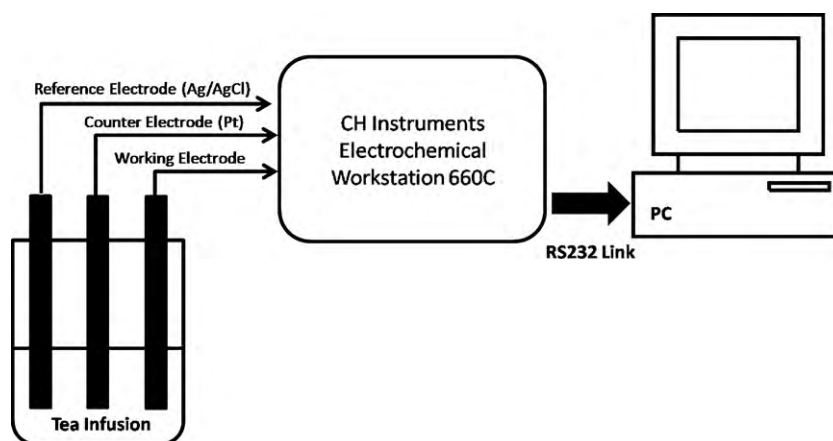 Reference Electrode (Ag/AgCl)
Counter Electrode (Pt)
Working Electrode
CH Instruments
Electrochemical
Workstation 660C
PC
RS232 Link
Tea Infusion